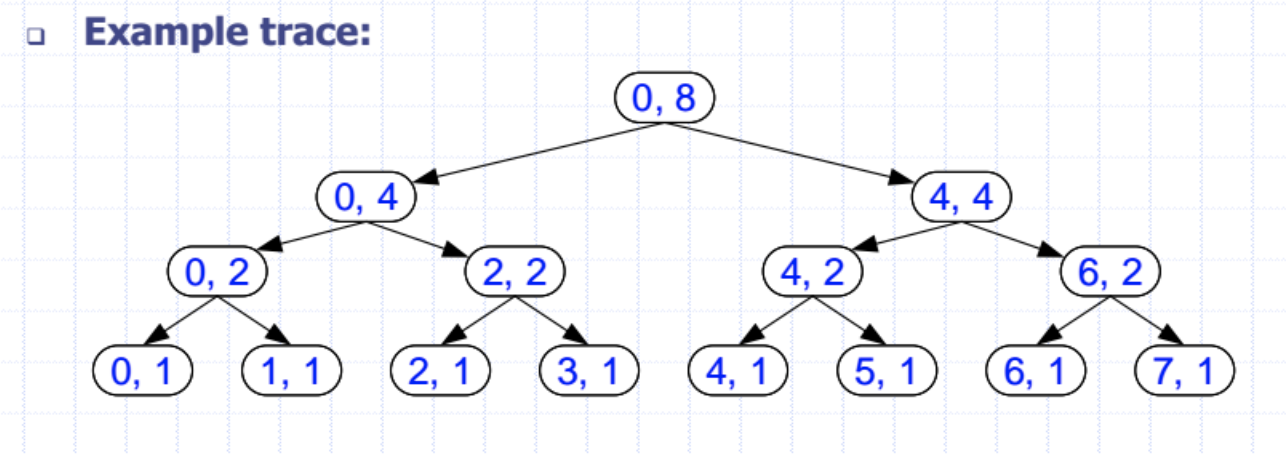 Example trace:
0, 8
0, 4 4, 4
0, 2 2, 2 4, 2 6, 2
0, 1 1, 1 2, 1 3, 1 4, 1 5, 1 6, 1 7, 1